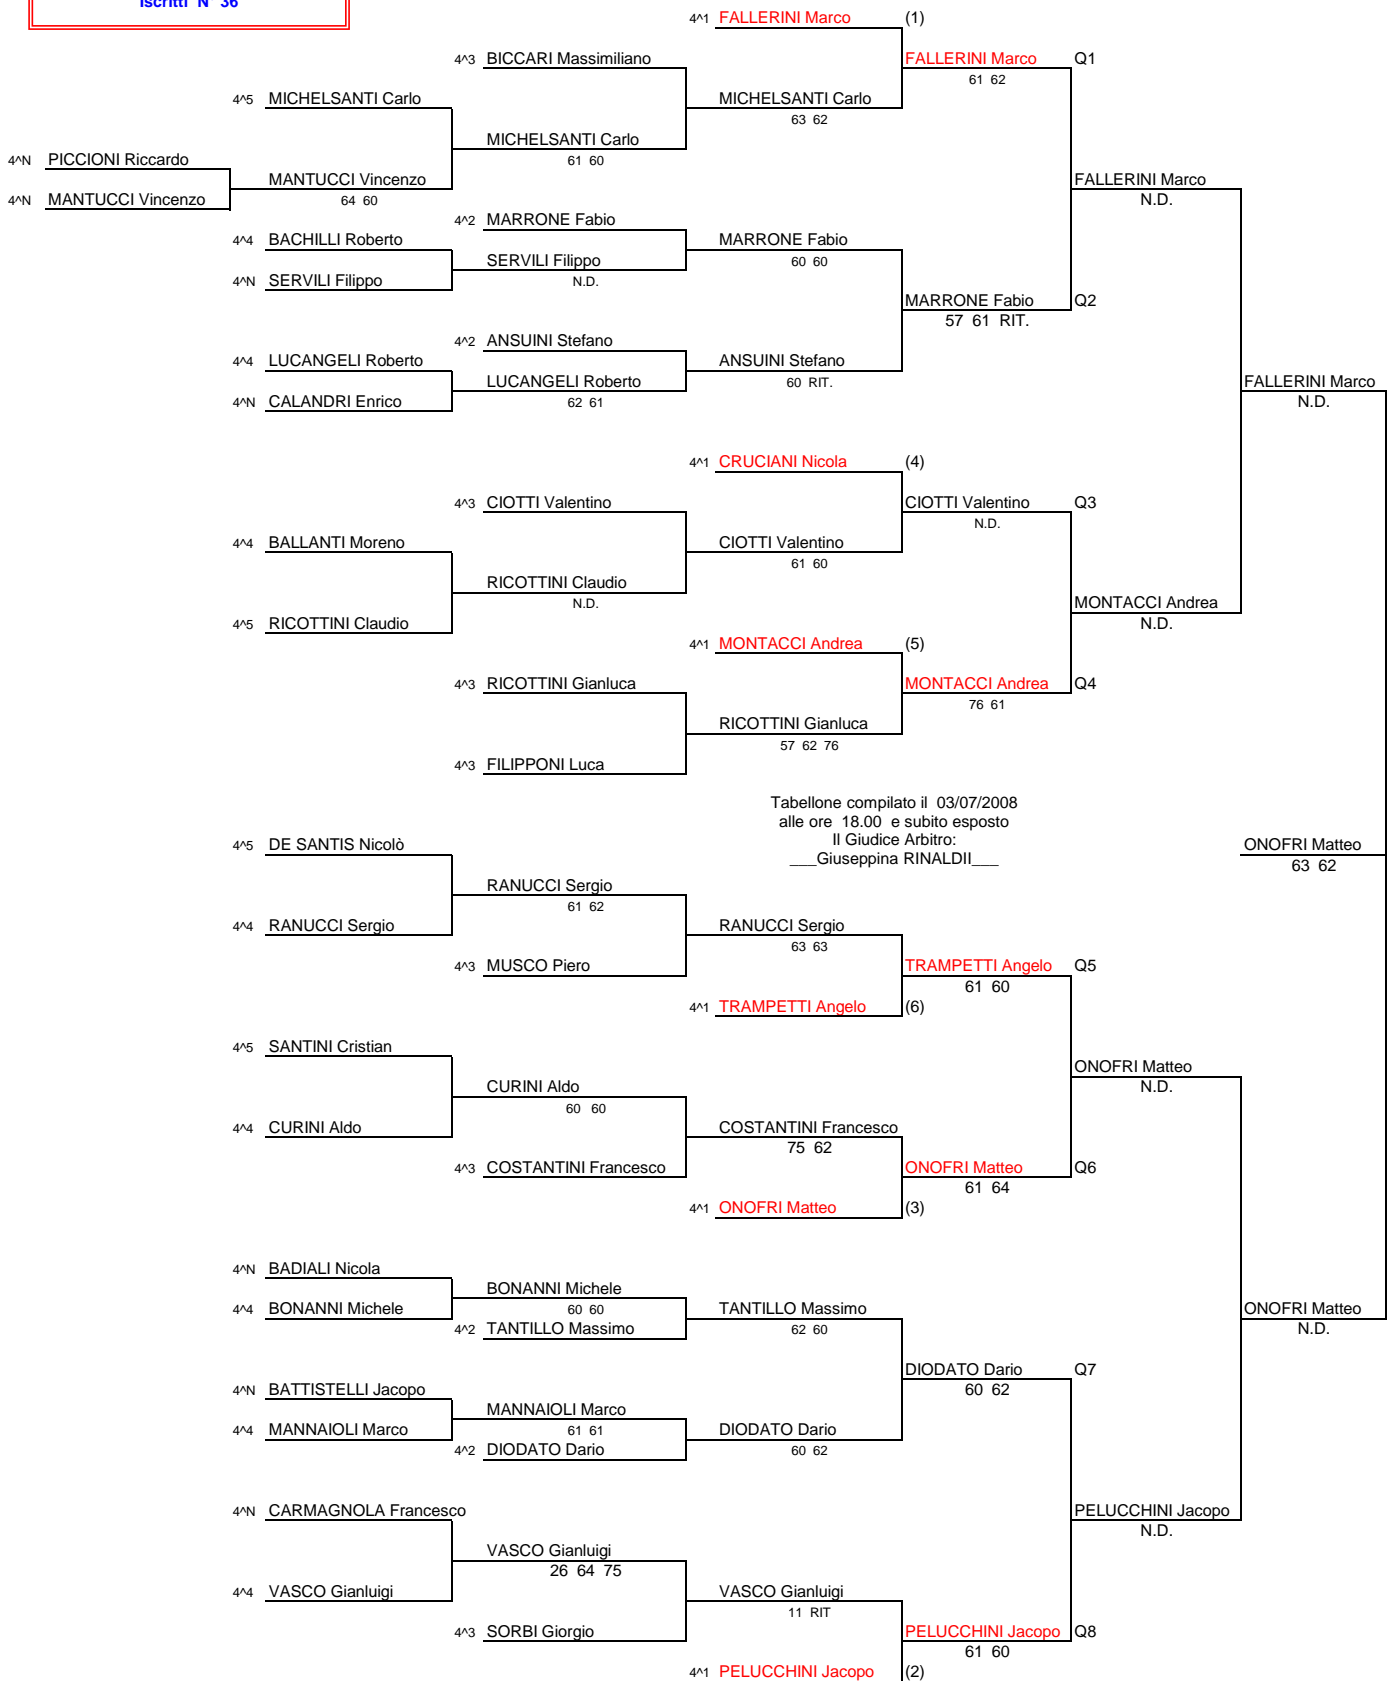 Iscritti N° 36
4^1 FALLERINI Marco (1)
4^3 BICCARI Massimiliano FALLERINI Marco Q1
61 62
4^5 MICHELSANTI Carlo MICHELSANTI Carlo
63 62
MICHELSANTI Carlo
4^N PICCIONI Riccardo 61 60
MANTUCCI Vincenzo FALLERINI Marco
4^N MANTUCCI Vincenzo 64 60 N.D.
4^2 MARRONE Fabio
4^4 BACHILLI Roberto MARRONE Fabio
SERVILI Filippo 60 60
4^N SERVILI Filippo N.D.
MARRONE Fabio Q2
57 61 RIT.
4^2 ANSUINI Stefano
4^4 LUCANGELI Roberto ANSUINI Stefano
LUCANGELI Roberto 60 RIT. FALLERINI Marco
4^N CALANDRI Enrico 62 61 N.D.
4^1 CRUCIANI Nicola (4)
4^3 CIOTTI Valentino CIOTTI Valentino Q3
N.D.
4^4 BALLANTI Moreno CIOTTI Valentino
61 60
RICOTTINI Claudio
N.D. MONTACCI Andrea
4^5 RICOTTINI Claudio N.D.
4^1 MONTACCI Andrea (5)
4^3 RICOTTINI Gianluca MONTACCI Andrea Q4
76 61
RICOTTINI Gianluca
57 62 76
4^3 FILIPPONI Luca
Tabellone compilato il 03/07/2008
alle ore 18.00 e subito esposto
Il Giudice Arbitro:
4^5 DE SANTIS Nicolò ONOFRI Matteo
___Giuseppina RINALDII___ 63 62
RANUCCI Sergio
61 62
4^4 RANUCCI Sergio RANUCCI Sergio
63 63
4^3 MUSCO Piero TRAMPETTI Angelo Q5
61 60
4^1 TRAMPETTI Angelo (6)
4^5 SANTINI Cristian
ONOFRI Matteo
CURINI Aldo N.D.
60 60
4^4 CURINI Aldo COSTANTINI Francesco
75 62
4^3 COSTANTINI Francesco ONOFRI Matteo Q6
61 64
4^1 ONOFRI Matteo (3)
4^N BADIALI Nicola
BONANNI Michele
4^4 BONANNI Michele 60 60 TANTILLO Massimo ONOFRI Matteo
4^2 TANTILLO Massimo 62 60 N.D.
DIODATO Dario Q7
4^N BATTISTELLI Jacopo 60 62
MANNAIOLI Marco
4^4 MANNAIOLI Marco 61 61 DIODATO Dario
4^2 DIODATO Dario 60 62
4^N CARMAGNOLA Francesco PELUCCHINI Jacopo
N.D.
VASCO Gianluigi
26 64 75
4^4 VASCO Gianluigi VASCO Gianluigi
11 RIT
4^3 SORBI Giorgio PELUCCHINI Jacopo Q8
61 60
4^1 PELUCCHINI Jacopo (2)